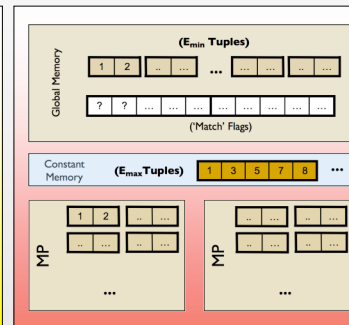 Global Memory
(Emin Tuples)
1 2 .. ... ... ... ... .. ...
? ? ... ... ... ... ... ... ...
('Match' Flags)
Constant Memory
(EmaxTuples) 1 3 5 7 8 ...
MP
1 2 .. ...
.. ... .. ...
...
MP
.. ... .. ...
.. ... .. ...
...